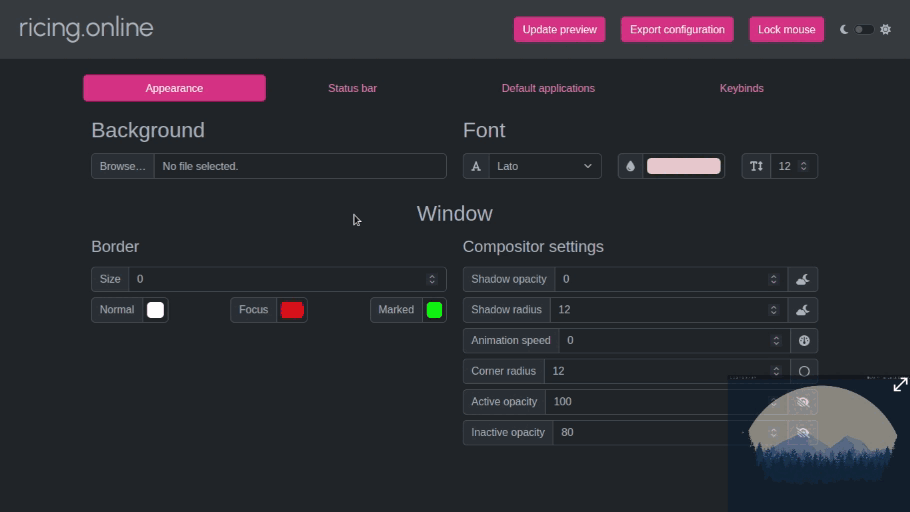 ricing.online
Update preview
Export configuration
Lock mouse
Appearance
Status bar
Default applications
Keybinds
Background
Browse...
No file selected.
Font
Lato
12
Window
Border
Size
0
Normal
Focus
Marked
Compositor settings
Shadow opacity
0
Shadow radius
12
Animation speed
0
Corner radius
12
Active opacity
100
Inactive opacity
80